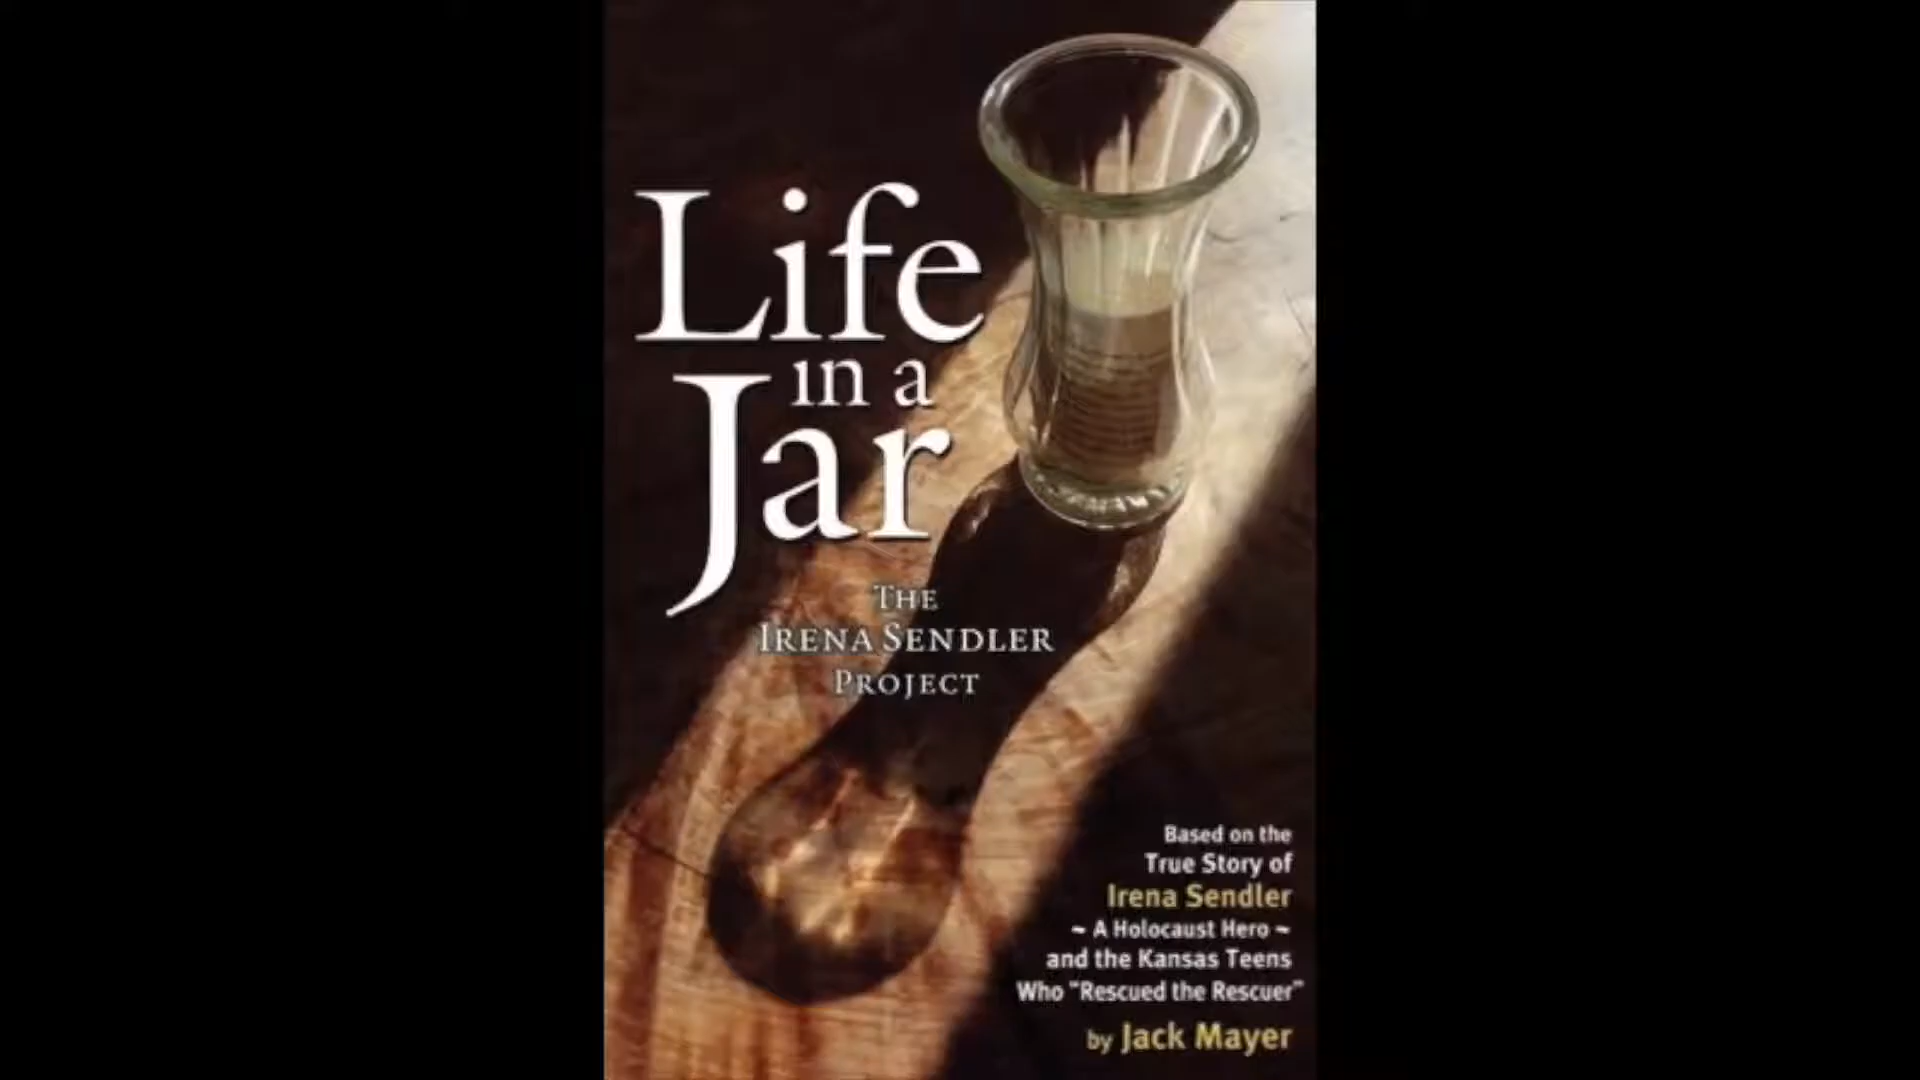 Life
in a
Jar
THE
IRENA SENDLER
PROJECT
Based on the
True Story of
Irena Sendler
~ A Holocaust Hero ~
and the Kansas Teens
Who "Rescued the Rescuer"
by Jack Mayer